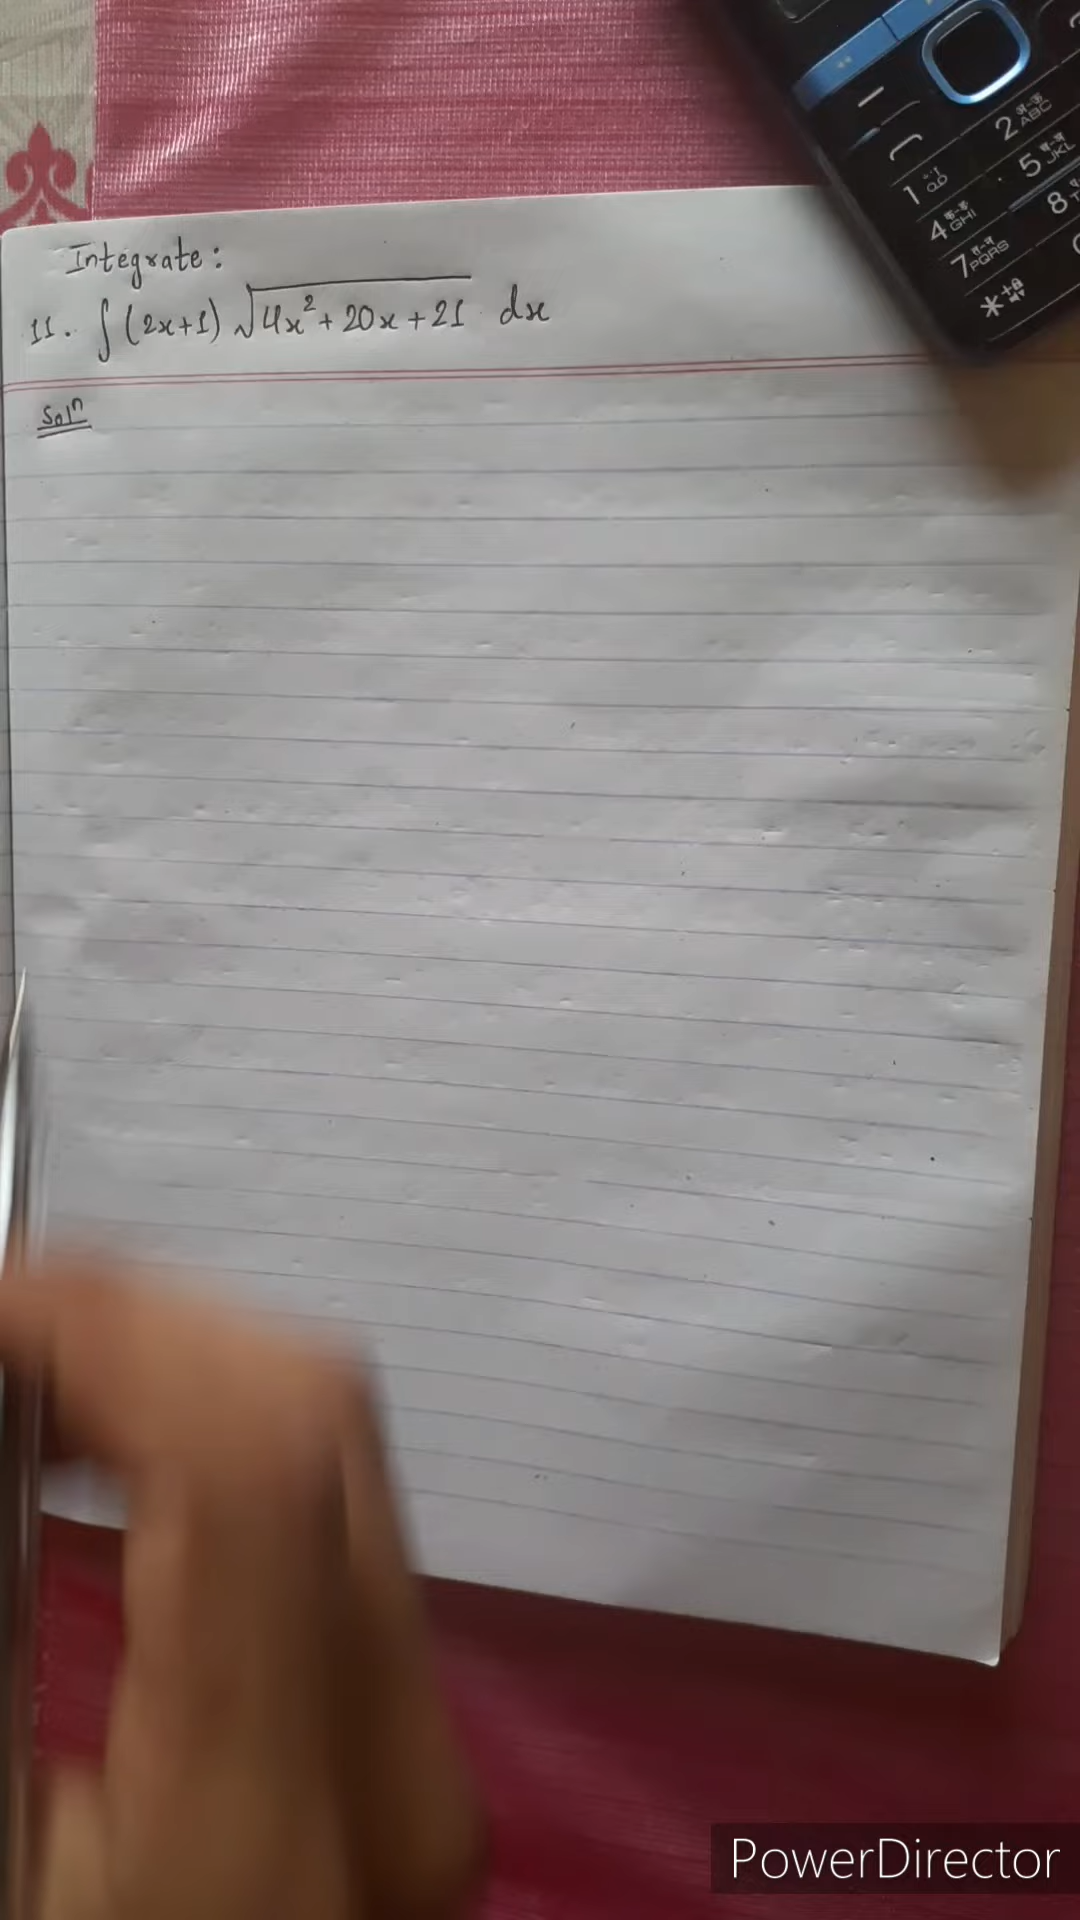 Integrate:
11. ∫ (2x+1) √4x²+20x+21 dx
Solⁿ
2 ABC
1
5 JKL
4 GHI
8
7 PQRS
*
PowerDirector